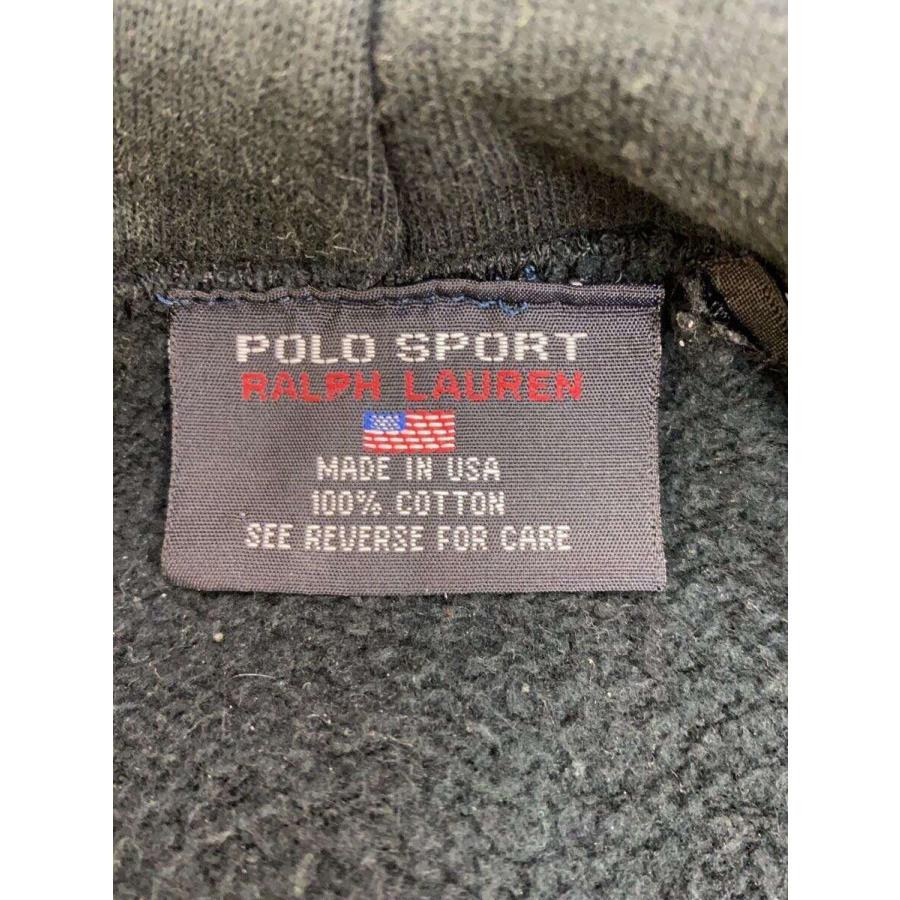 POLO SPORT
RALPH LAUREN
MADE IN USA
100% COTTON
SEE REVERSE FOR CARE